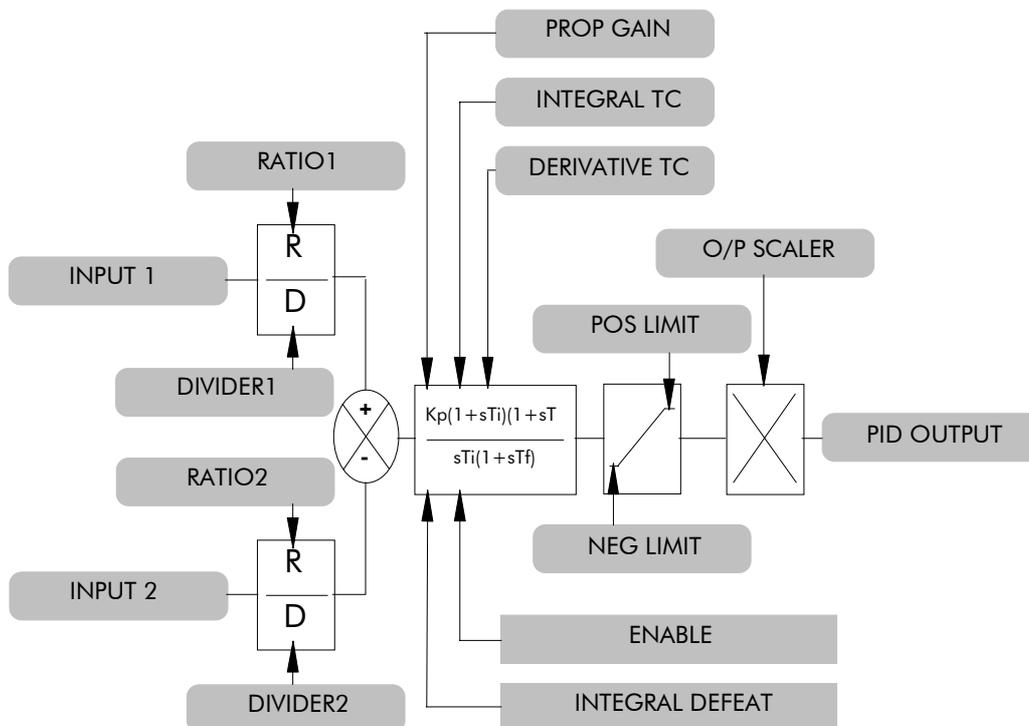 PROP GAIN
INTEGRAL TC
DERIVATIVE TC
RATIO1
R
INPUT 1
D
DIVIDER1
O/P SCALER
POS LIMIT
+
-
Kp(1+sTi)(1+sT
sTi(1+sTf)
PID OUTPUT
NEG LIMIT
RATIO2
R
INPUT 2
D
DIVIDER2
ENABLE
INTEGRAL DEFEAT